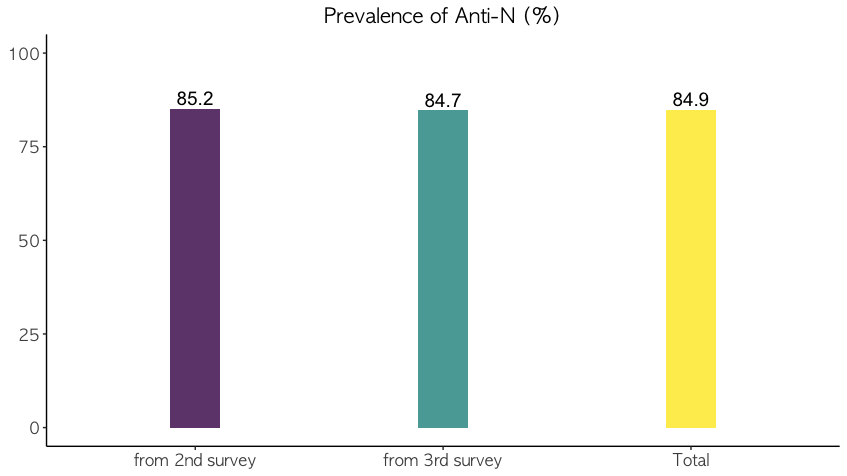 Prevalence of Anti-N (%)
100
75
50
25
0
85.2
84.7
84.9
from 2nd survey
from 3rd survey
Total